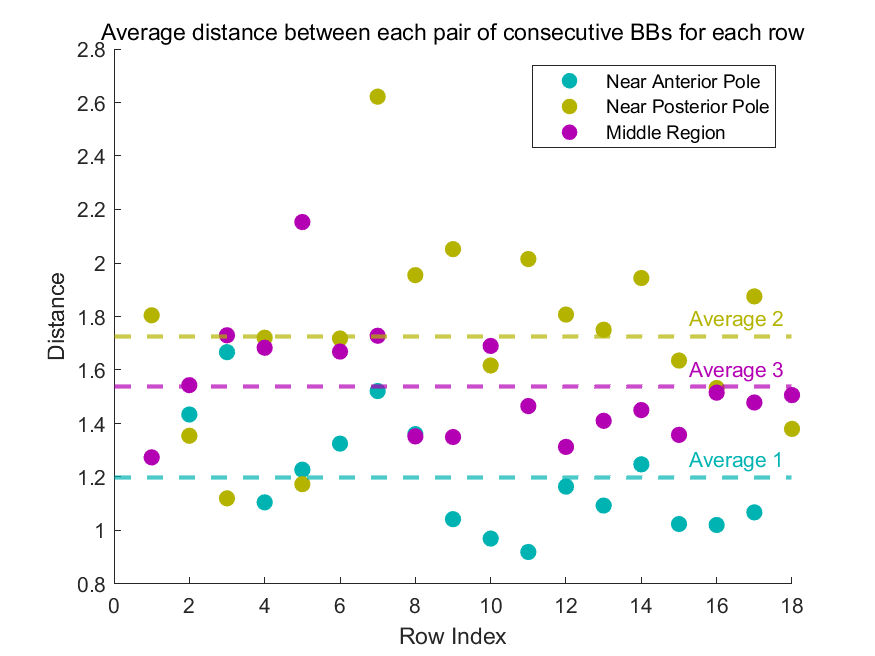 Average distance between each pair of consecutive BBs for each row
2.8
2.6
2.4
2.2
2
1.8
1.6
1.4
1.2
1
0.8
Distance
Near Anterior Pole
Near Posterior Pole
Middle Region
Average 2
Average 3
Average 1
0 2 4 6 8 10 12 14 16 18
Row Index